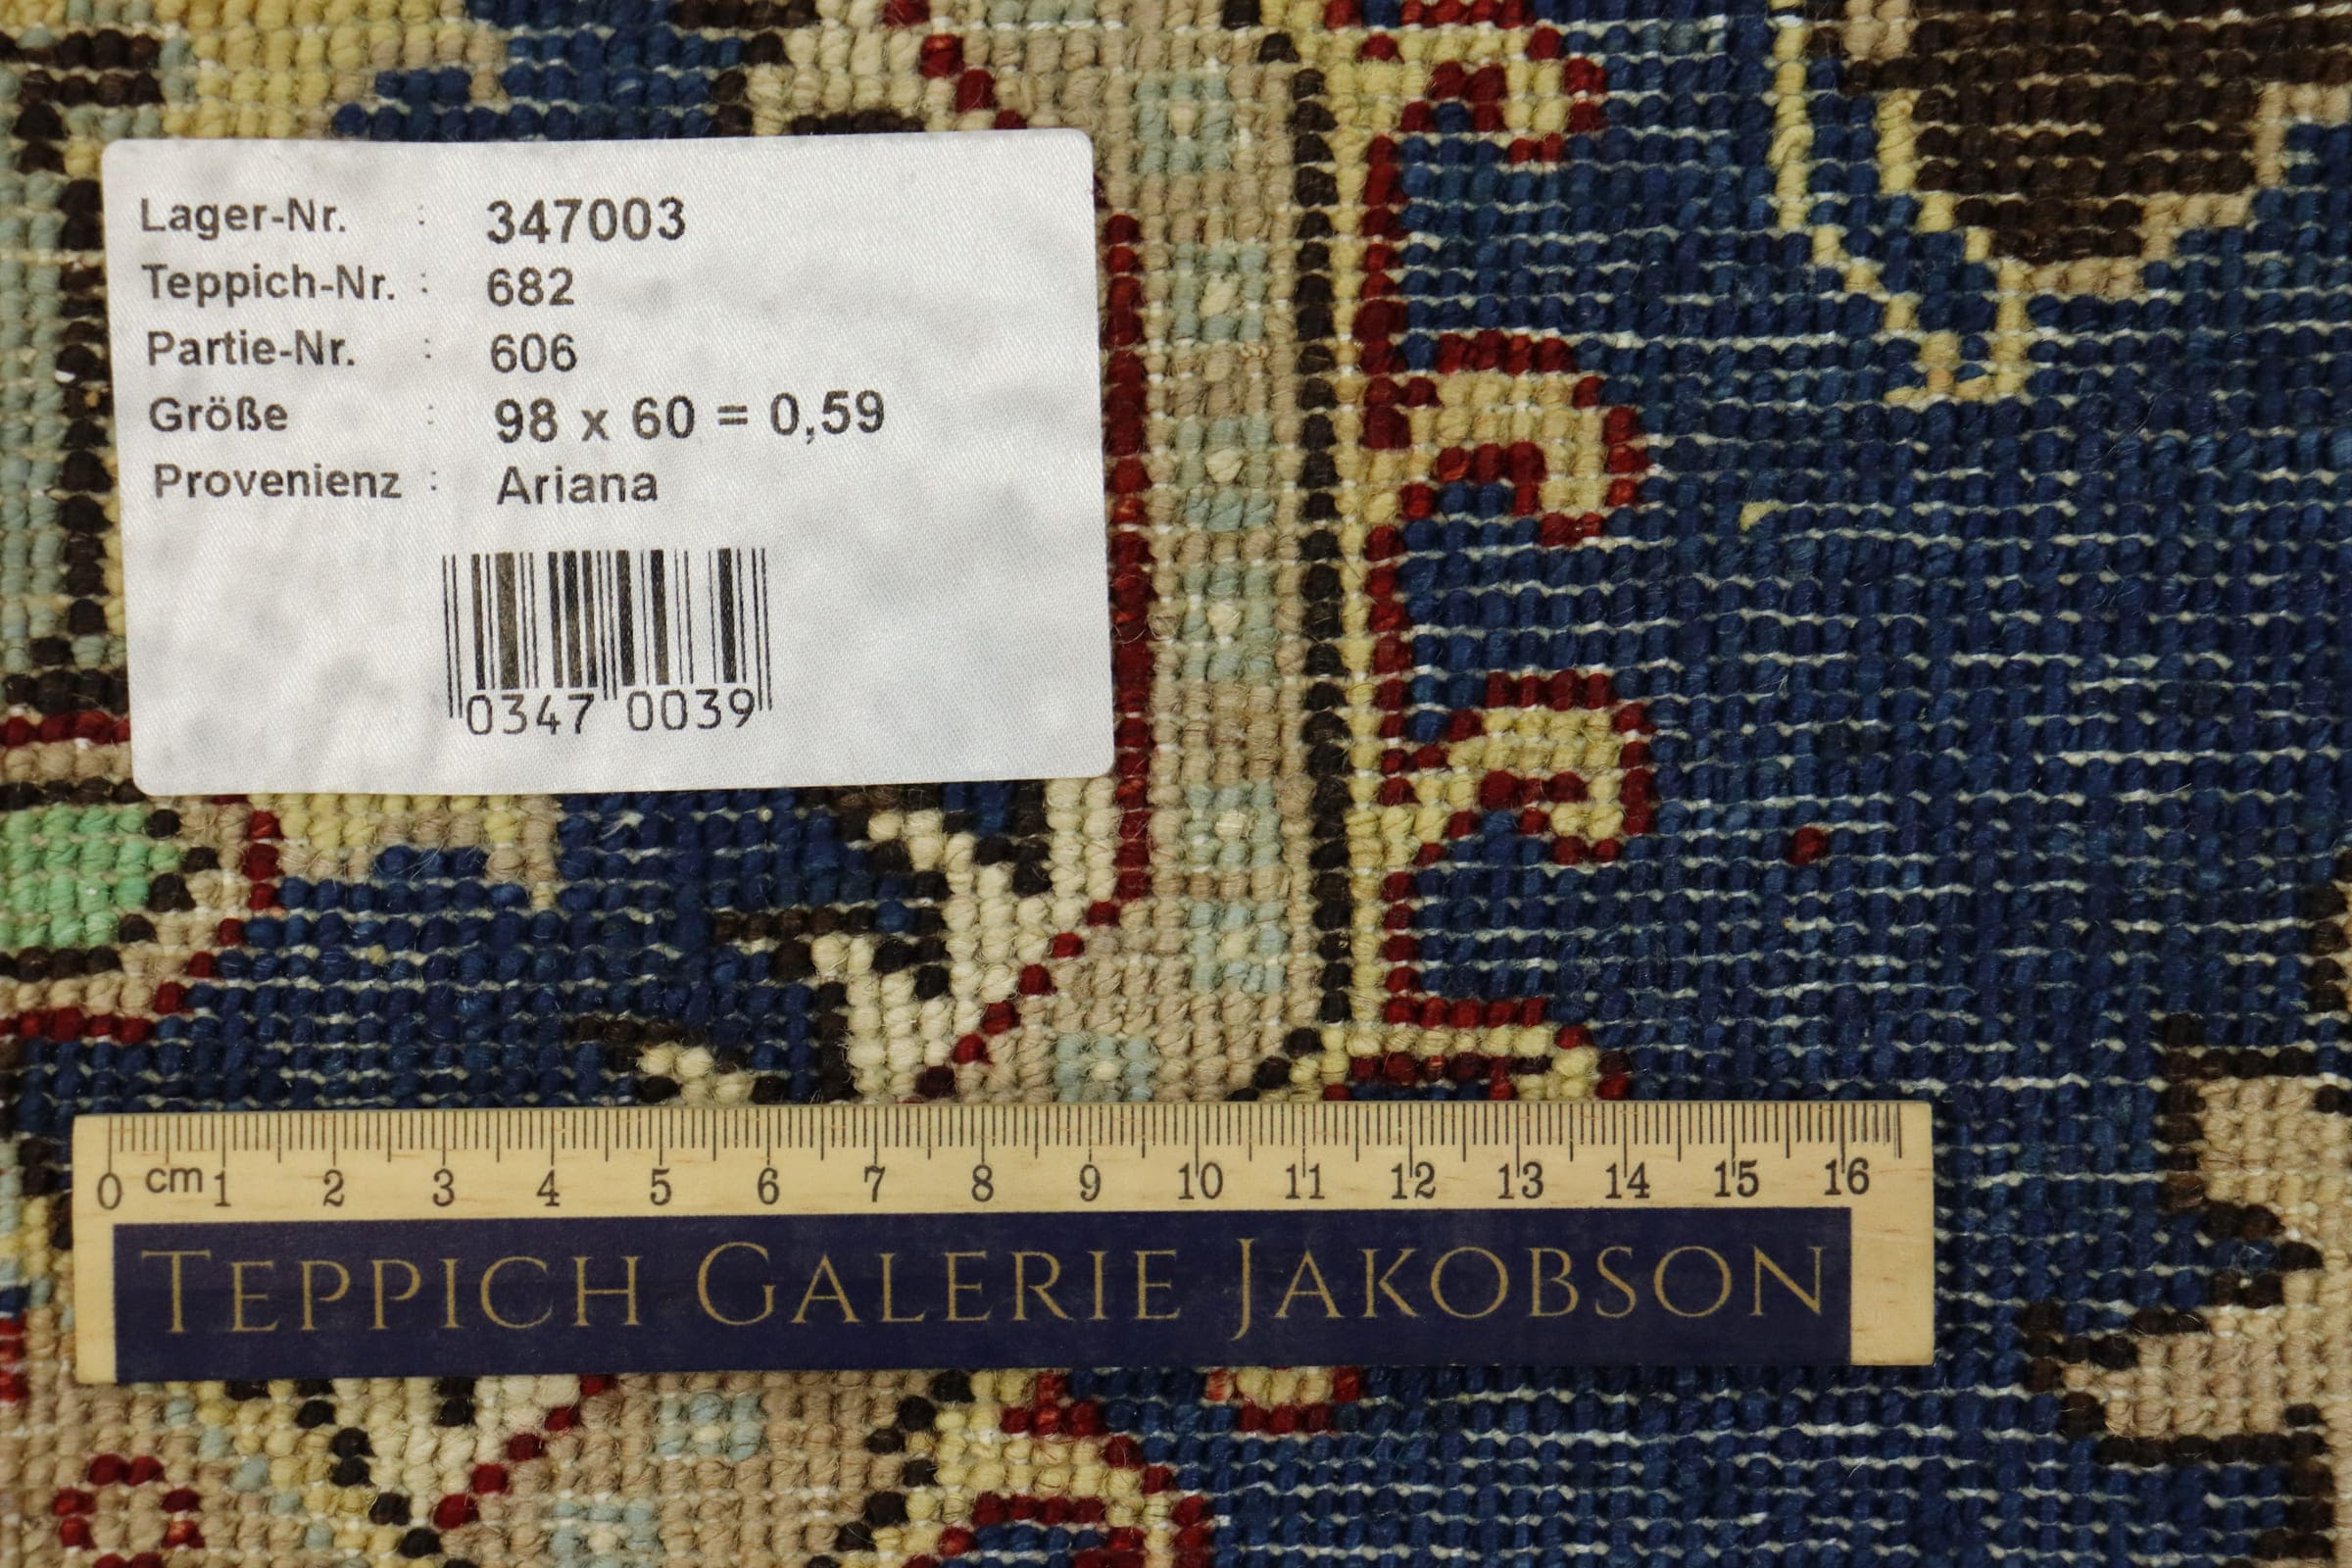 Lager-Nr. : 347003
Teppich-Nr. : 682
Partie-Nr. : 606
Größe : 98 x 60 = 0,59
Provenienz : Ariana
0347 0039
0 cm 1 2 3 4 5 6 7 8 9 10 11 12 13 14 15 16
TEPPICH GALERIE JAKOBSON